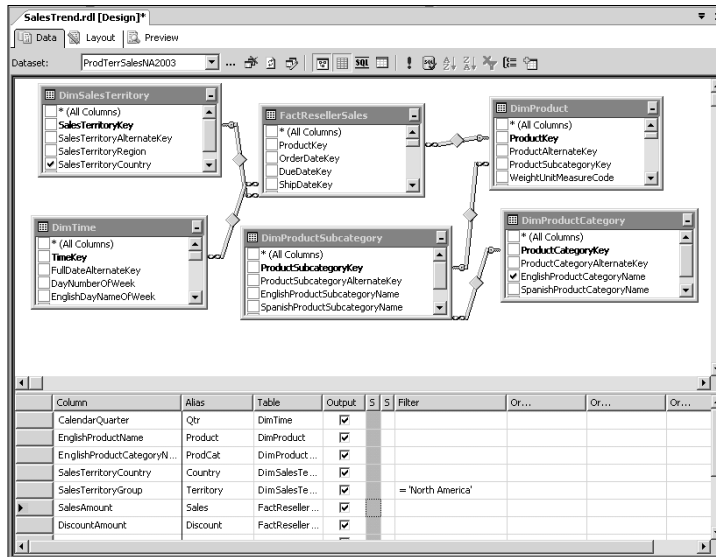 SalesTrend.rdl [Design]*
Data Layout Preview
Dataset: ProdTerrSalesNA2003 ... SQL
DimSalesTerritory
* (All Columns)
SalesTerritoryKey
SalesTerritoryAlternateKey
SalesTerritoryRegion
SalesTerritoryCountry
FactResellerSales
* (All Columns)
ProductKey
OrderDateKey
DueDateKey
ShipDateKey
DimProduct
* (All Columns)
ProductKey
ProductAlternateKey
ProductSubcategoryKey
WeightUnitMeasureCode
DimTime
* (All Columns)
TimeKey
FullDateAlternateKey
DayNumberOfWeek
EnglishDayNameOfWeek
DimProductSubcategory
* (All Columns)
ProductSubcategoryKey
ProductSubcategoryAlternateKey
EnglishProductSubcategoryName
SpanishProductSubcategoryName
DimProductCategory
* (All Columns)
ProductCategoryKey
ProductCategoryAlternateKey
EnglishProductCategoryName
SpanishProductCategoryName
Column Alias Table Output S S Filter Or... Or... Or...
CalendarQuarter Qtr DimTime
EnglishProductName Product DimProduct
EnglishProductCategoryN... ProdCat DimProduct...
SalesTerritoryCountry Country DimSalesTe...
SalesTerritoryGroup Territory DimSalesTe... = 'North America'
SalesAmount Sales FactReseller...
DiscountAmount Discount FactReseller...